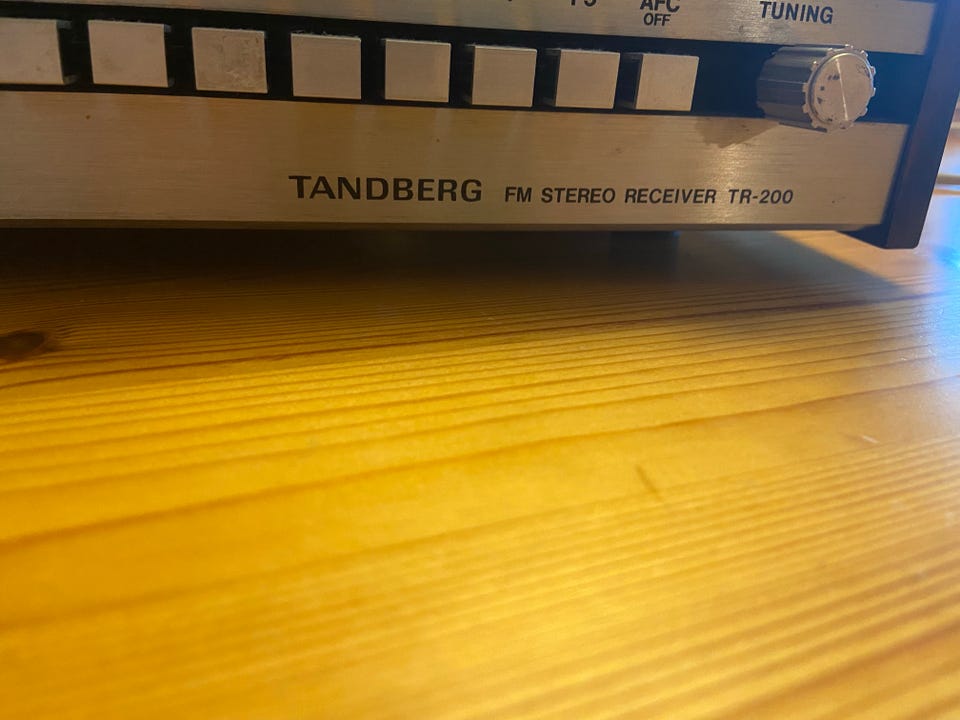 AFC
OFF
TUNING
TANDBERG FM STEREO RECEIVER TR-200